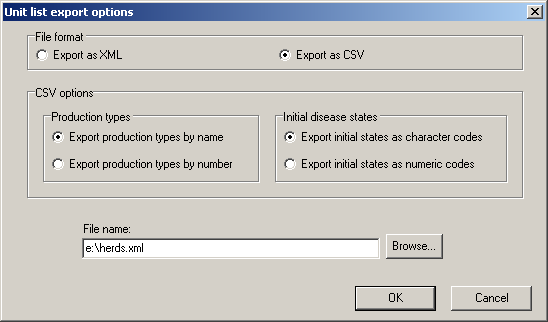 Unit list export options
File format
Export as XML
Export as CSV
CSV options
Production types
Export production types by name
Export production types by number
Initial disease states
Export initial states as character codes
Export initial states as numeric codes
File name:
e:\herds.xml
Browse...
OK
Cancel